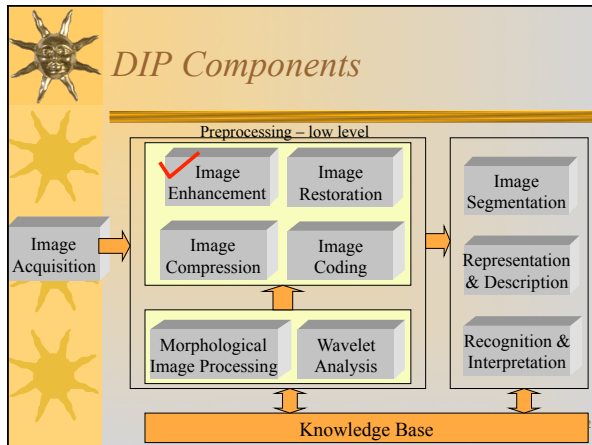 DIP Components
Preprocessing – low level
Image
Enhancement
Image
Restoration
Image
Compression
Image
Coding
Image
Acquisition
Morphological
Image Processing
Wavelet
Analysis
Image
Segmentation
Representation
& Description
Recognition &
Interpretation
Knowledge Base